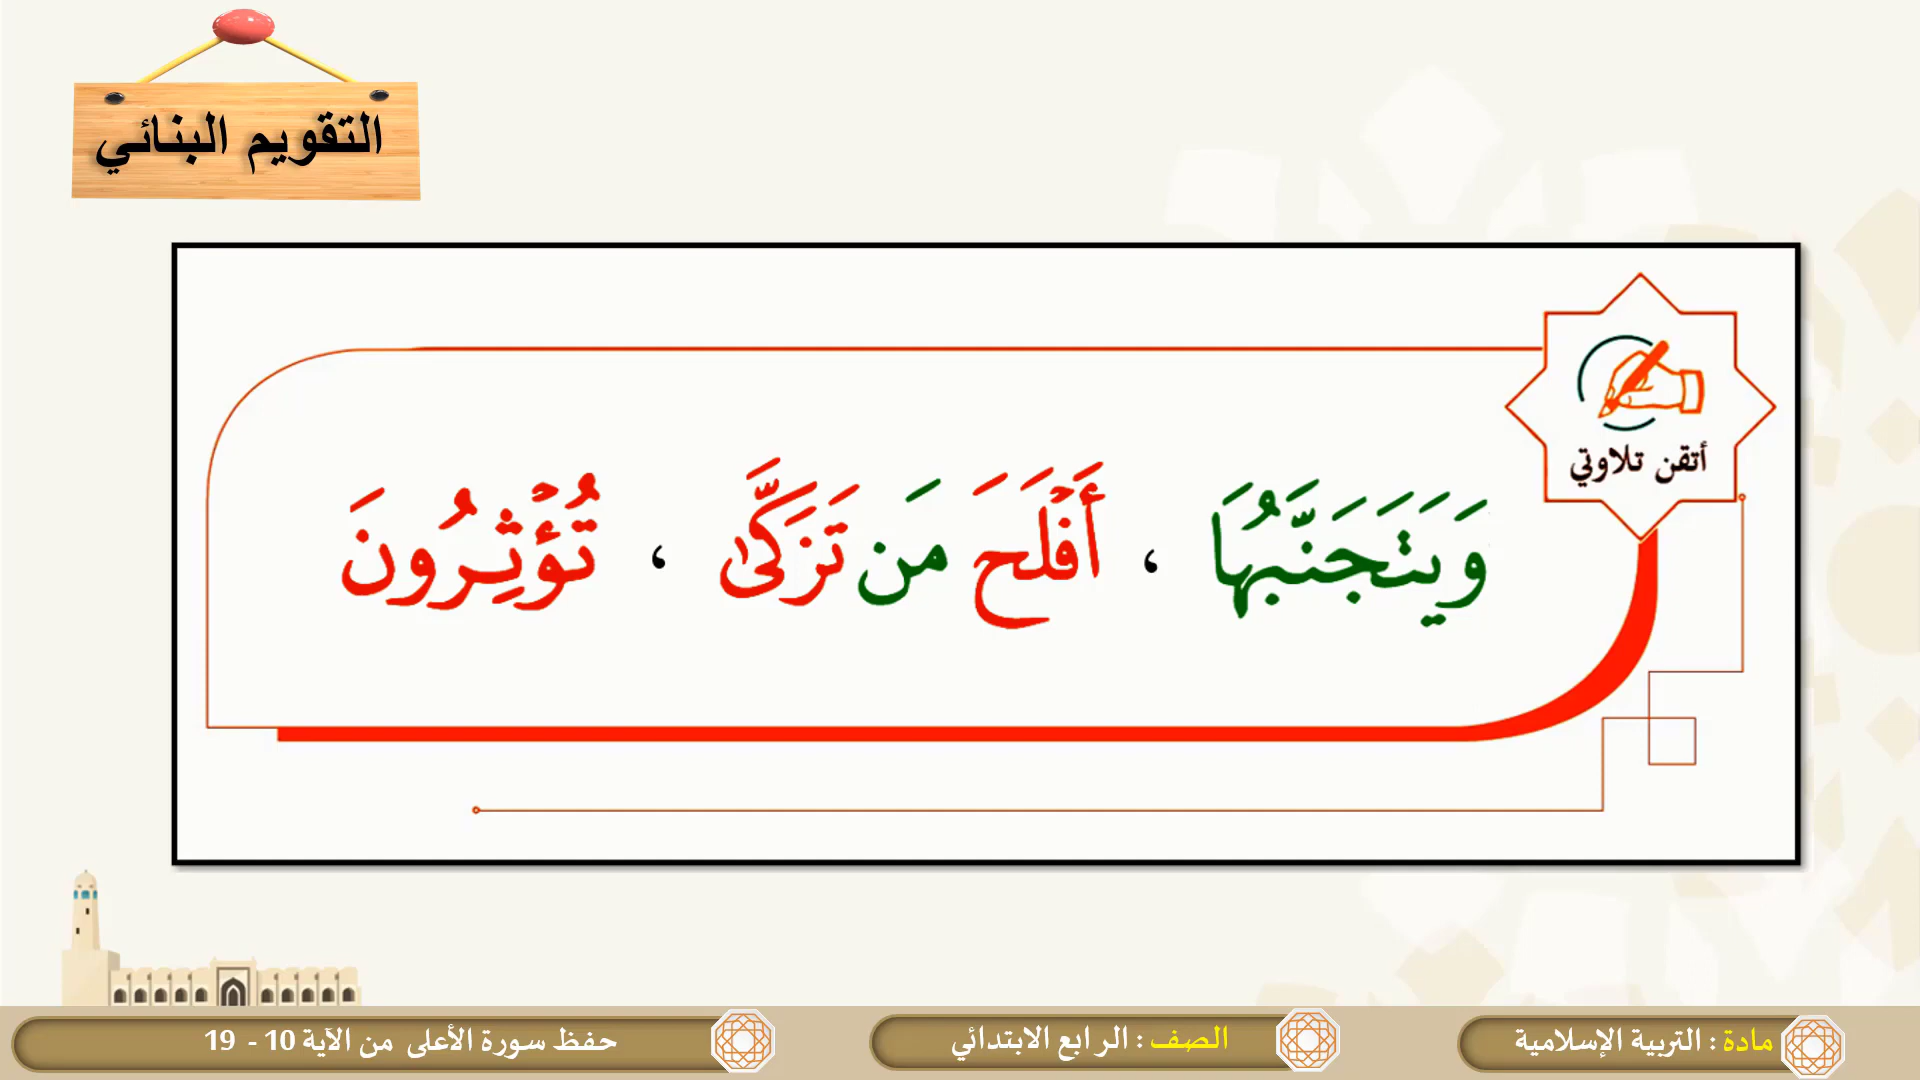 التقويم البنائي
أتقن تلاوتي
وَيَتَجَنَّبُهَا ، أَفْلَحَ مَن تَزَكَّىٰ ، تُؤْثِرُونَ
مادة : التربية الإسلامية
الصف : الرابع الابتدائي
حفظ سورة الأعلى من الآية 10 - 19